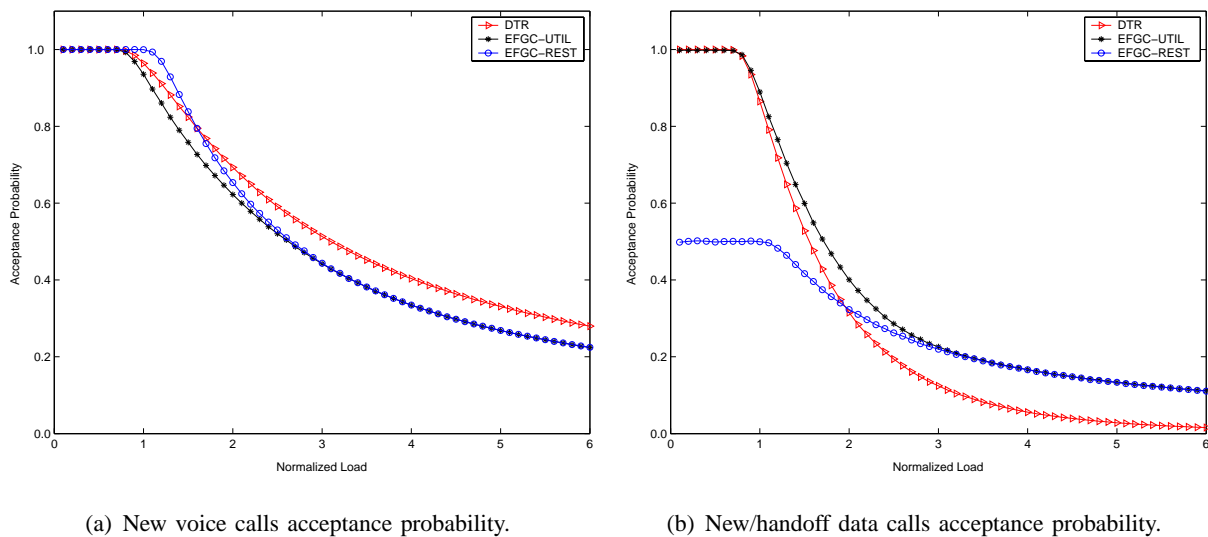 DTR
EFGC-UTIL
EFGC-REST
1.0
0.8
0.6
0.4
0.2
0.0
Acceptance Probability
0 1 2 3 4 5 6
Normalized Load
(a) New voice calls acceptance probability.
DTR
EFGC-UTIL
EFGC-REST
1.0
0.8
0.6
0.4
0.2
0.0
Acceptance Probability
0 1 2 3 4 5 6
Normalized Load
(b) New/handoff data calls acceptance probability.